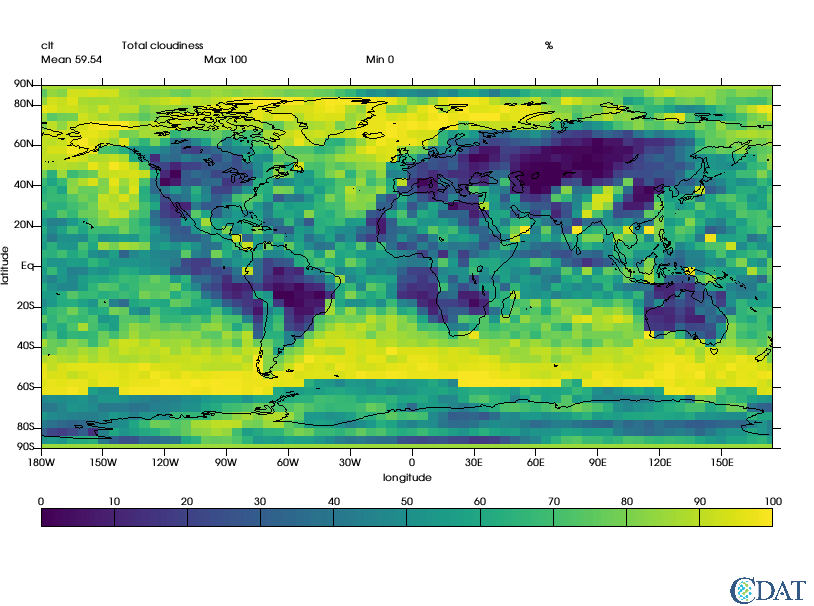 clt Total cloudiness %
Mean 59.54 Max 100 Min 0
90N
80N
60N
40N
20N
Eq
20S
40S
60S
80S
90S
latitude
180W 150W 120W 90W 60W 30W 0 30E 60E 90E 120E 150E
longitude
0 10 20 30 40 50 60 70 80 90 100
CDAT